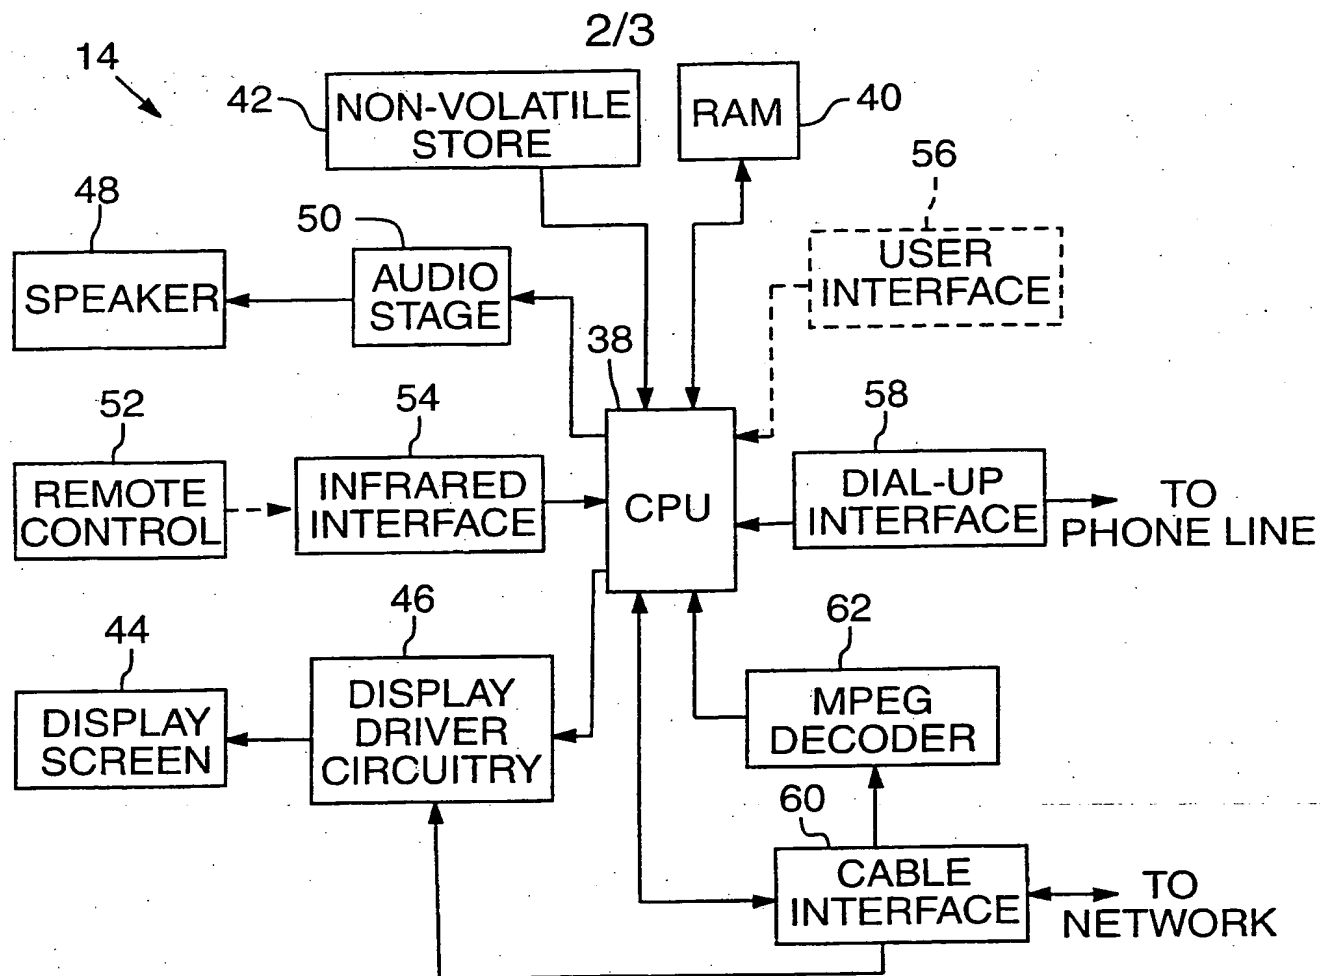 2/3
14
42
NON-VOLATILE
STORE
RAM
40
56
USER
INTERFACE
48
SPEAKER
50
AUDIO
STAGE
38
CPU
52
REMOTE
CONTROL
54
INFRARED
INTERFACE
58
DIAL-UP
INTERFACE
TO
PHONE LINE
44
DISPLAY
SCREEN
46
DISPLAY
DRIVER
CIRCUITRY
62
MPEG
DECODER
60
CABLE
INTERFACE
TO
NETWORK